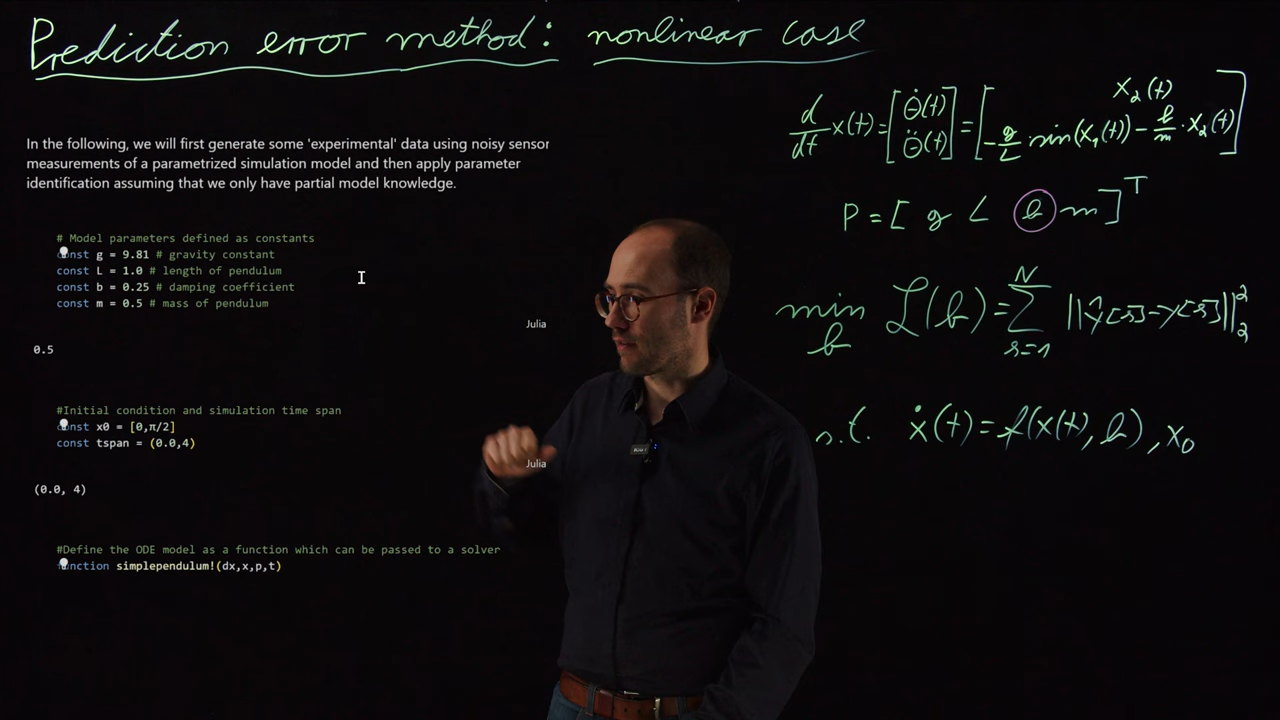 Prediction error method: nonlinear case
In the following, we will first generate some 'experimental' data using noisy sensor
measurements of a parametrized simulation model and then apply parameter
identification assuming that we only have partial model knowledge.
# Model parameters defined as constants
const g = 9.81 # gravity constant
const L = 1.0 # length of pendulum
const b = 0.25 # damping coefficient
const m = 0.5 # mass of pendulum
Julia
0.5
#Initial condition and simulation time span
const x0 = [0,π/2]
const tspan = (0.0,4)
Julia
(0.0, 4)
#Define the ODE model as a function which can be passed to a solver
function simplependulum!(dx,x,p,t)
d/dt x(t) = [θ̇(t) θ̈(t)] = [x₂(t) -g/L · sin(x₁(t)) - b/m · x₂(t)]
P = [ g L b m ]ᵀ
min b ℒ(b) = Σ s=1 N ||ŷ[s]-y[s]||₂²
s.t. ẋ(t) = f(x(t), b), x₀